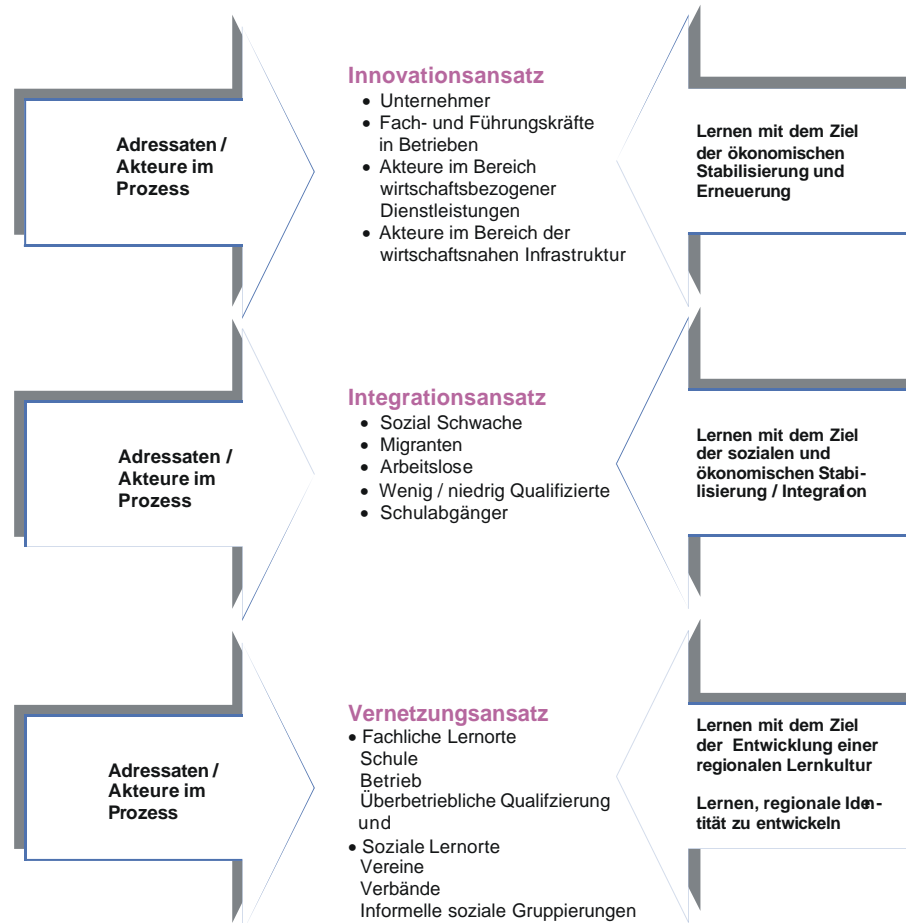 Innovationsansatz
• Unternehmer
• Fach- und Führungskräfte
in Betrieben
• Akteure im Bereich
wirtschaftsbezogener
Dienstleistungen
• Akteure im Bereich der
wirtschaftsnahen Infrastruktur
Adressaten /
Akteure im
Prozess
Lernen mit dem Ziel
der ökonomischen
Stabilisierung und
Erneuerung
Integrationsansatz
• Sozial Schwache
• Migranten
• Arbeitslose
• Wenig / niedrig Qualifizierte
• Schulabgänger
Adressaten /
Akteure im
Prozess
Lernen mit dem Ziel
der sozialen und
ökonomischen Stabi-
lisierung / Integration
Vernetzungsansatz
• Fachliche Lernorte
Schule
Betrieb
Überbetriebliche Qualifzierung
und
• Soziale Lernorte
Vereine
Verbände
Informelle soziale Gruppierungen
Adressaten /
Akteure im
Prozess
Lernen mit dem Ziel
der Entwicklung einer
regionalen Lernkultur
Lernen, regionale Iden-
tität zu entwickeln